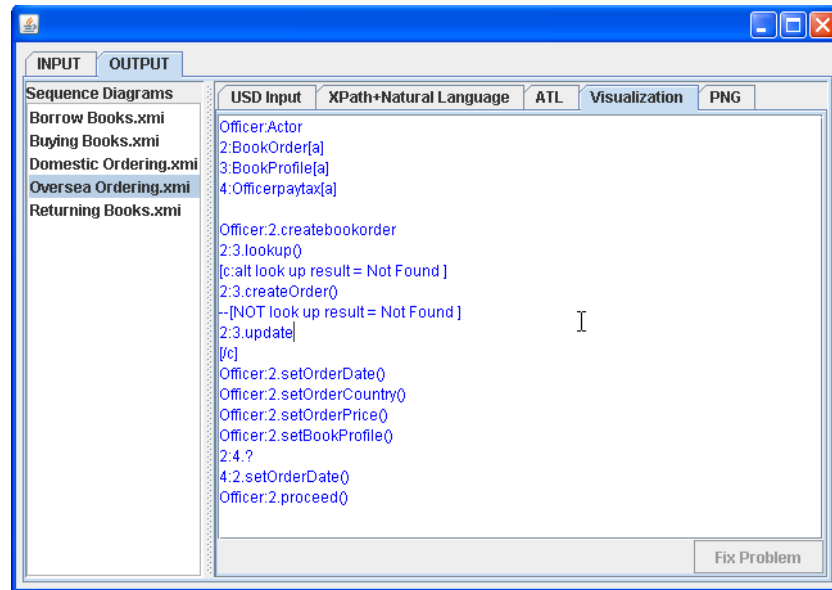 INPUT OUTPUT
Sequence Diagrams
Borrow Books.xmi
Buying Books.xmi
Domestic Ordering.xmi
Oversea Ordering.xmi
Returning Books.xmi
USD Input XPath+Natural Language ATL Visualization PNG
Officer:Actor
2:BookOrder[a]
3:BookProfile[a]
4:Officerpaytax[a]
Officer:2.createbookorder
2:3.lookup()
[c:alt look up result = Not Found ]
2:3.createOrder()
--[NOT look up result = Not Found ]
2:3.update
[/c]
Officer:2.setOrderDate()
Officer:2.setOrderCountry()
Officer:2.setOrderPrice()
Officer:2.setBookProfile()
2:4.?
4:2.setOrderDate()
Officer:2.proceed()
Fix Problem